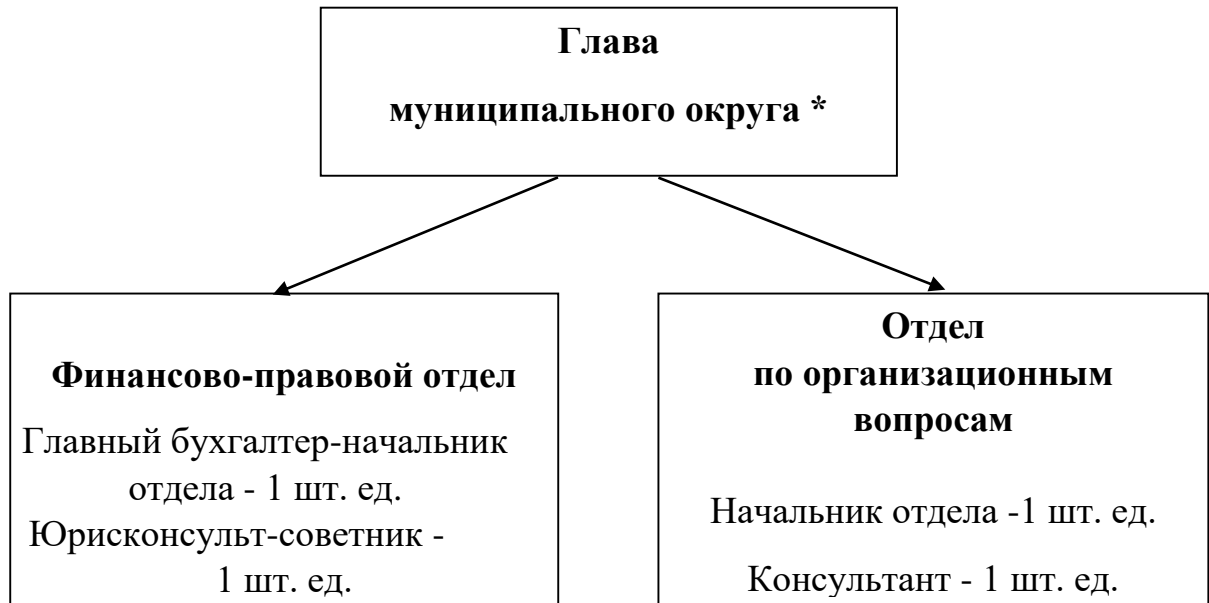 Глава
муниципального округа *
Финансово-правовой отдел
Главный бухгалтер-начальник
отдела - 1 шт. ед.
Юрисконсульт-советник -
1 шт. ед.
Отдел
по организационным
вопросам
Начальник отдела -1 шт. ед.
Консультант - 1 шт. ед.